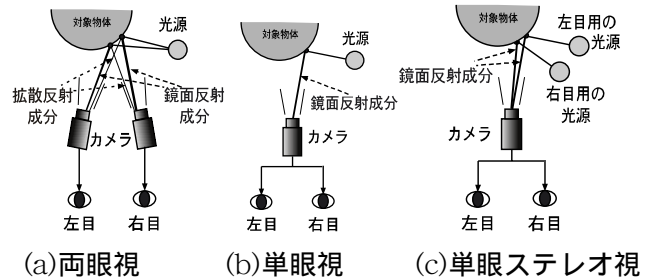 対象物体
光源
拡散反射
成分
鏡面反射
成分
カメラ
左目
右目
(a)両眼視
対象物体
光源
鏡面反射成分
カメラ
左目
右目
(b)単眼視
対象物体
左目用の
光源
鏡面反射成分
右目用の
光源
カメラ
左目
右目
(c)単眼ステレオ視